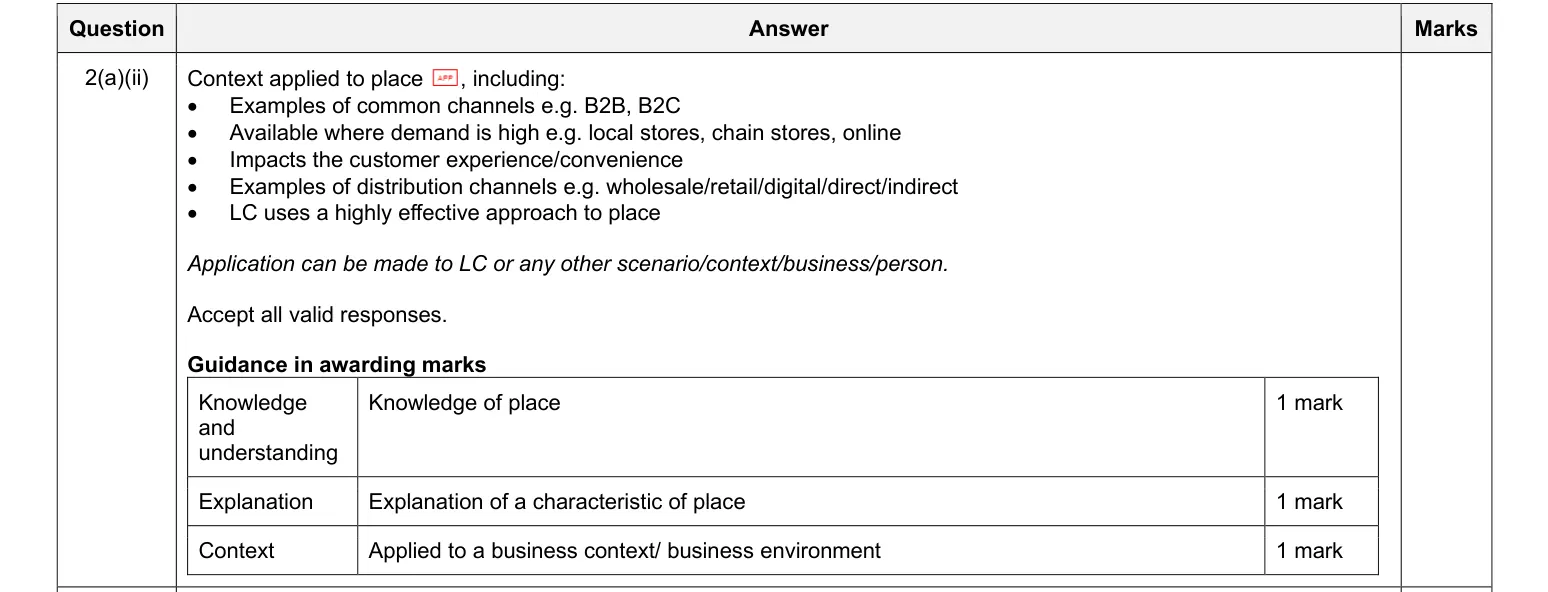 Question Answer Marks
2(a)(ii) Context applied to place APP, including:
• Examples of common channels e.g. B2B, B2C
• Available where demand is high e.g. local stores, chain stores, online
• Impacts the customer experience/convenience
• Examples of distribution channels e.g. wholesale/retail/digital/direct/indirect
• LC uses a highly effective approach to place
Application can be made to LC or any other scenario/context/business/person.
Accept all valid responses.
Guidance in awarding marks
Knowledge Knowledge of place 1 mark
and
understanding
Explanation Explanation of a characteristic of place 1 mark
Context Applied to a business context/ business environment 1 mark